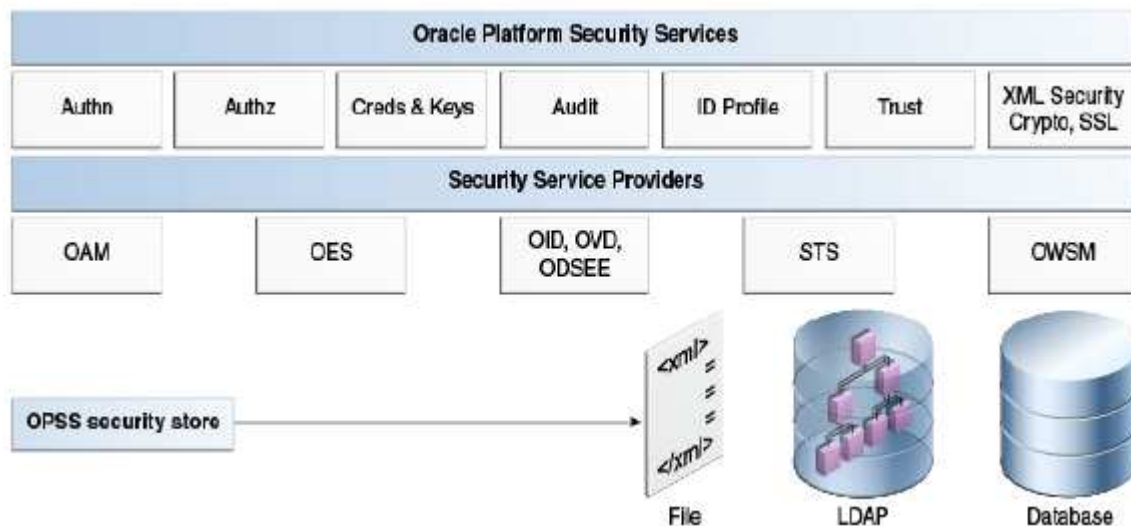 Oracle Platform Security Services
Authn
Authz
Creds & Keys
Audit
ID Profile
Trust
XML Security
Crypto, SSL
Security Service Providers
OAM
OES
OID, OVD,
ODSEE
STS
OWSM
OPSS security store
<xml>
=
=
=
=
</xml>
File
LDAP
Database